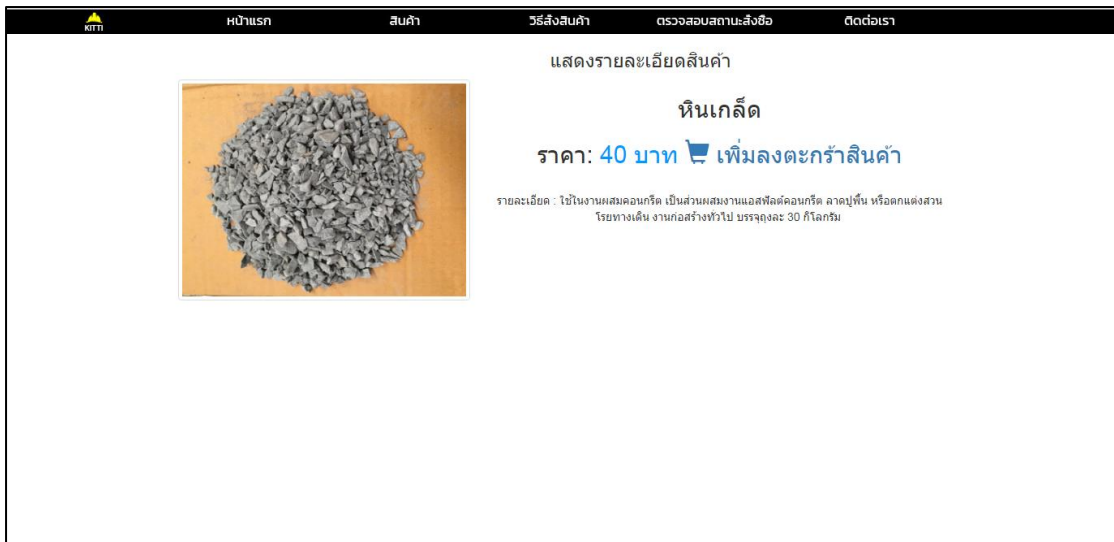 KITTI
หน้าแรก
สินค้า
วิธีสั่งสินค้า
ตรวจสอบสถานะสั่งซื้อ
ติดต่อเรา
แสดงรายละเอียดสินค้า
หินเกล็ด
ราคา: 40 บาท เพิ่มลงตะกร้าสินค้า
รายละเอียด : ใช้ในงานผสมคอนกรีต เป็นส่วนผสมงานแอสฟัลต์คอนกรีต ลาดปูพื้น หรือตกแต่งสวน
โรยทางเดิน งานก่อสร้างทั่วไป บรรจุถุงละ 30 กิโลกรัม